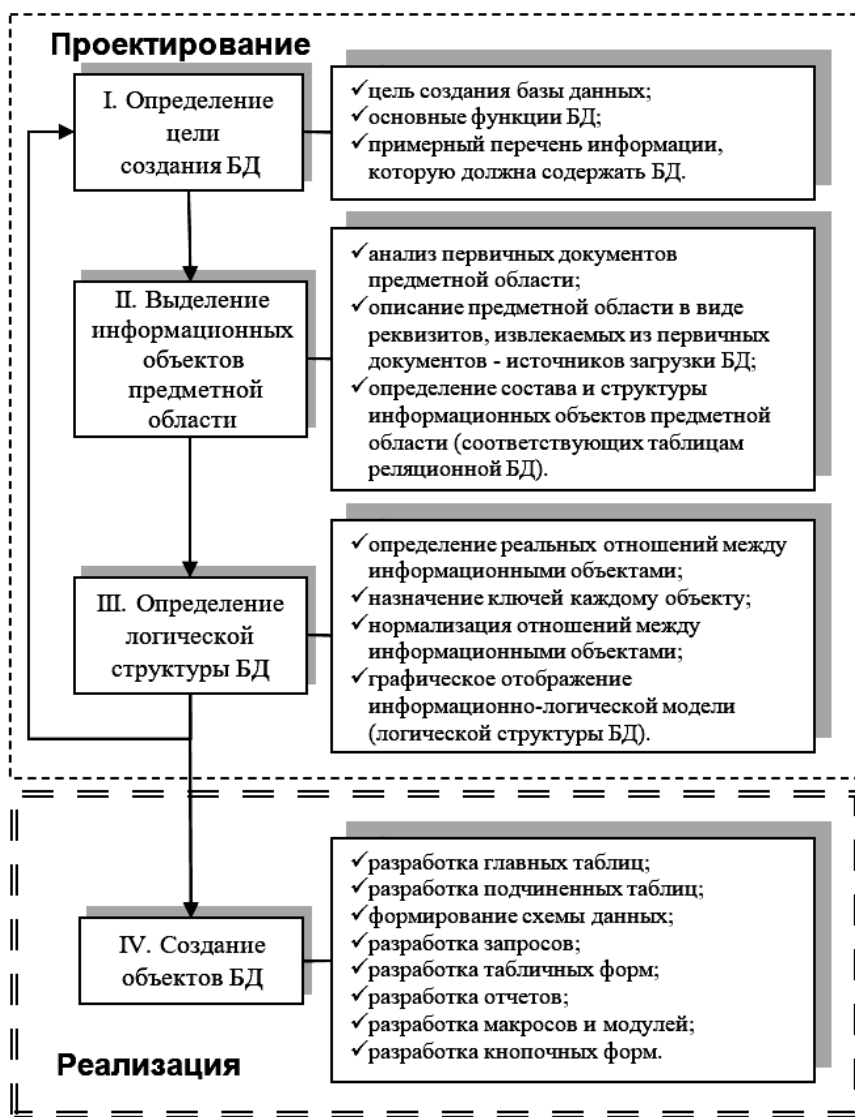 Проектирование
I. Определение
цели
создания БД
✓цель создания базы данных;
✓основные функции БД;
✓примерный перечень информации,
которую должна содержать БД.
II. Выделение
информационных
объектов
предметной
области
✓анализ первичных документов
предметной области;
✓описание предметной области в виде
реквизитов, извлекаемых из первичных
документов - источников загрузки БД;
✓определение состава и структуры
информационных объектов предметной
области (соответствующих таблицам
реляционной БД).
III. Определение
логической
структуры БД
✓определение реальных отношений между
информационными объектами;
✓назначение ключей каждому объекту;
✓нормализация отношений между
информационными объектами;
✓графическое отображение
информационно-логической модели
(логической структуры БД).
IV. Создание
объектов БД
✓разработка главных таблиц;
✓разработка подчиненных таблиц;
✓формирование схемы данных;
✓разработка запросов;
✓разработка табличных форм;
✓разработка отчетов;
✓разработка макросов и модулей;
✓разработка кнопочных форм.
Реализация